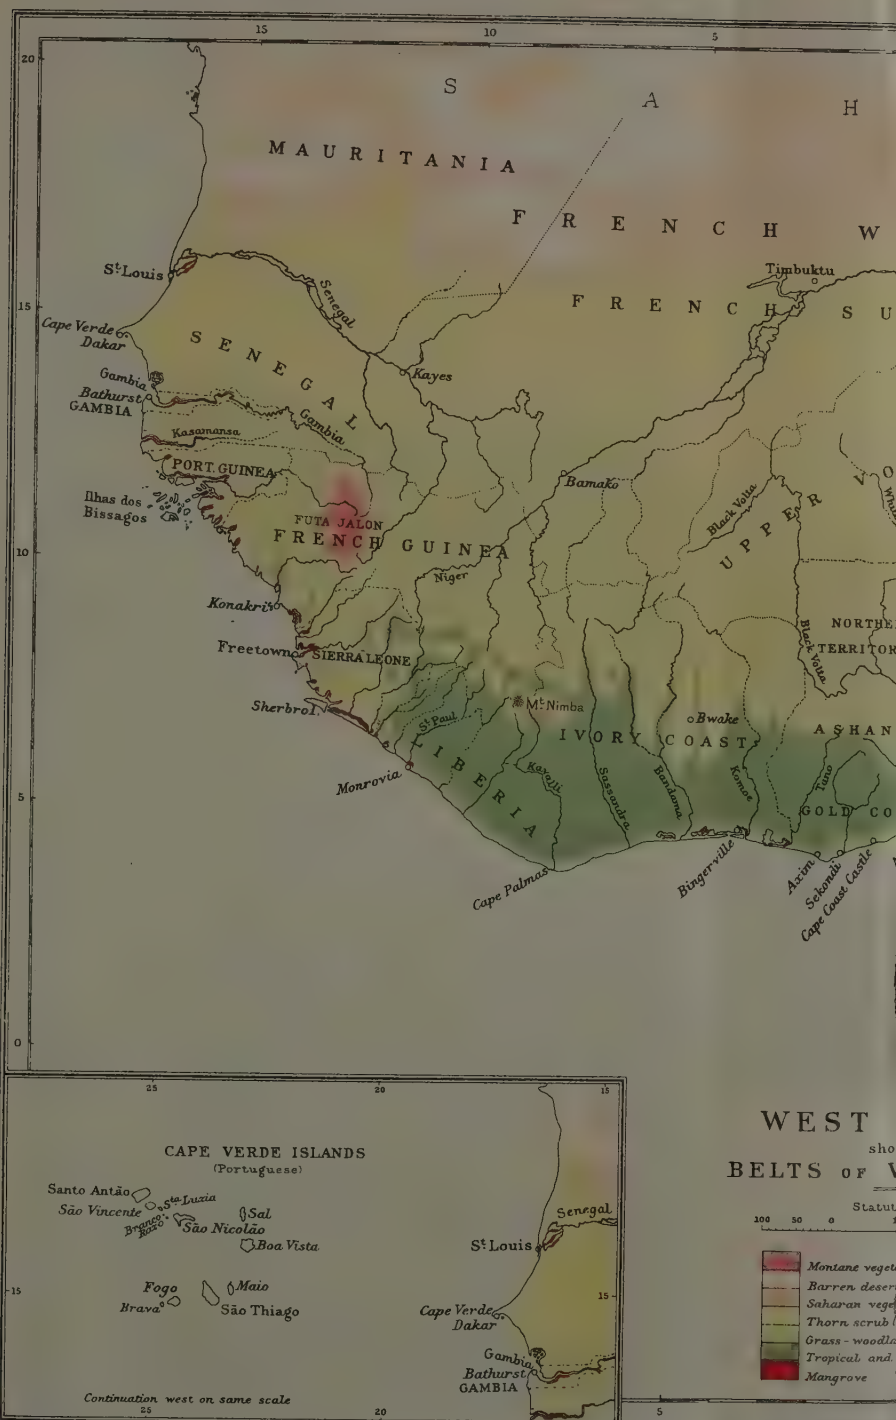 15
10
5
20
S A H
MAURITANIA
FRENCH W
Timbuktu
St. Louis
Senegal
15
FRENCH SU
Cape Verde
Dakar
SENEGAL
Kayes
Gambia
Bathurst
GAMBIA
Gambia
Kasamansa
PORT. GUINEA
Bamako
Ilhas dos
Bissagos
Black Volta
UPPER VO
FUTA JALON
10
FRENCH GUINEA
Niger
Konakri
NORTHE
Black Volta
TERRITOR
Freetown
SIERRA LEONE
Sherbro I.
Mt. Nimba
St. Paul
Bwake
IVORY COAST
ASHAN
LIBERIA
Monrovia
Kavalli
Sassandra
Bandama
Komoe
Tano
5
GOLD CO
Cape Palmas
Bingerville
Axim
Sekondi
Cape Coast Castle
0
25
20
15
CAPE VERDE ISLANDS
(Portuguese)
Santo Antão
Sta. Luzia
São Vincente
Branco
Razo
São Nicolão
Sal
Boa Vista
Senegal
St. Louis
15
Fogo
Maio
Brava
São Thiago
15
Cape Verde
Dakar
Gambia
Bathurst
GAMBIA
Continuation west on same scale
25
20
5
WEST
sho
BELTS OF V
Statut
100 50 0 1
Montane veget
Barren deser
Saharan vege
Thorn scrub
Grass-woodla
Tropical and
Mangrove